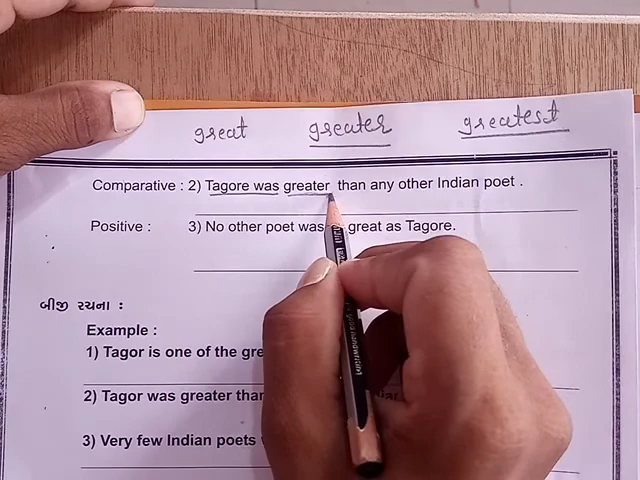 great greater greatest
Comparative : 2) Tagore was greater than any other Indian poet .
Positive : 3) No other poet was great as Tagore.
બીજી રચના :
Example :
1) Tagor is one of the
2) Tagor was greater
3) Very few Indian poets